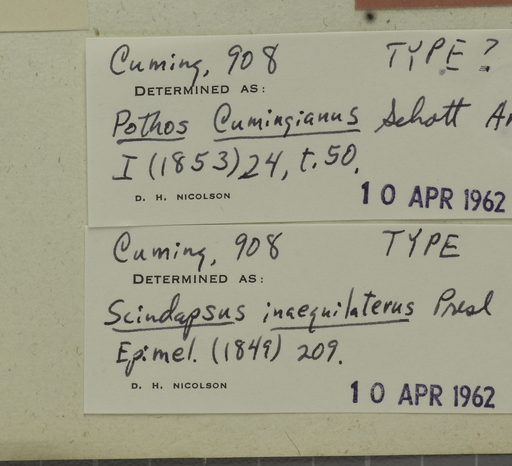 Cuming, 908 TYPE ?
DETERMINED AS:
Pothos Cumingianus Schott
I (1853) 24, t. 50.
D. H. NICOLSON 10 APR 1962
Cuming, 908 TYPE
DETERMINED AS:
Scindapsus inaequilaterus Presl
Epimel. (1849) 209.
D. H. NICOLSON 10 APR 1962